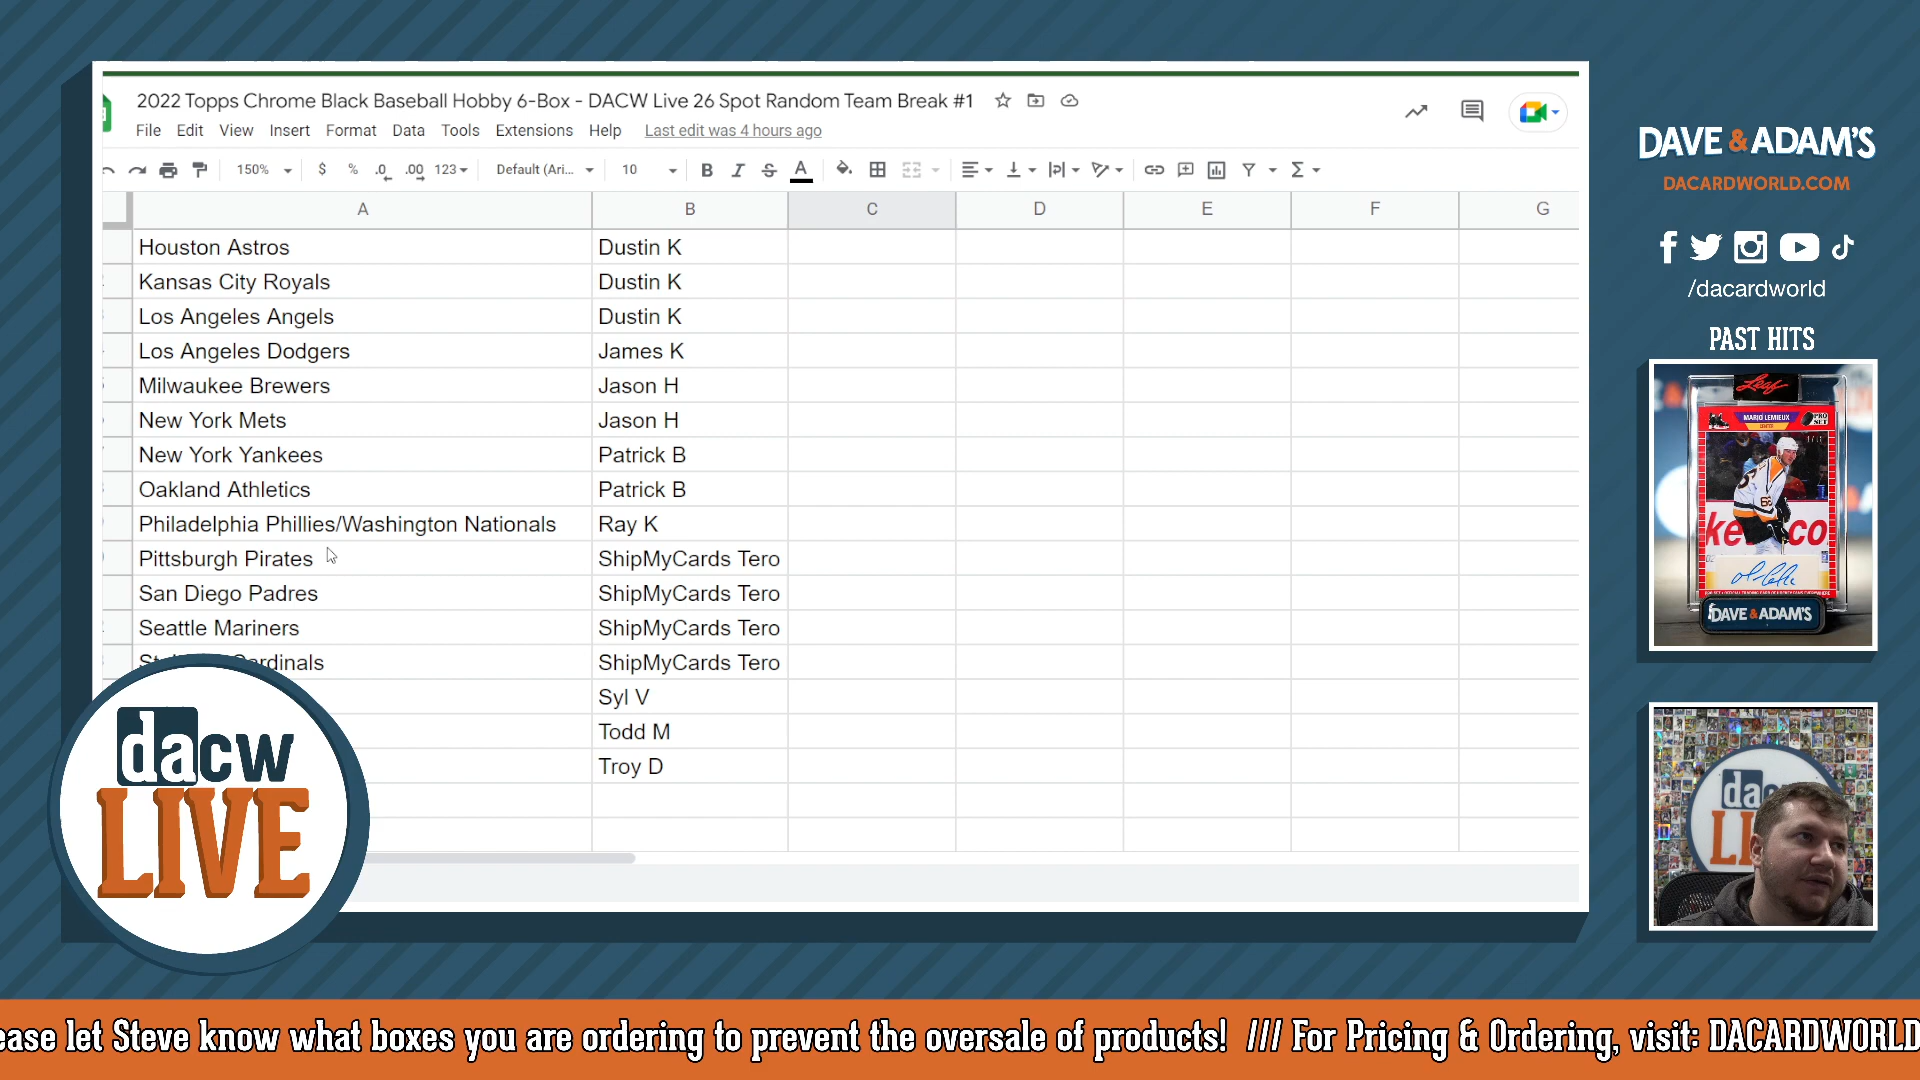 2022 Topps Chrome Black Baseball Hobby 6-Box - DACW Live 26 Spot Random Team Break #1
File Edit View Insert Format Data Tools Extensions Help Last edit was 4 hours ago
150% $ % .0 .00 123 Default (Ari... 10 B I S A
A B C D E F G
Houston Astros Dustin K
Kansas City Royals Dustin K
Los Angeles Angels Dustin K
Los Angeles Dodgers James K
Milwaukee Brewers Jason H
New York Mets Jason H
New York Yankees Patrick B
Oakland Athletics Patrick B
Philadelphia Phillies/Washington Nationals Ray K
Pittsburgh Pirates ShipMyCards Tero
San Diego Padres ShipMyCards Tero
Seattle Mariners ShipMyCards Tero
Cardinals ShipMyCards Tero
Syl V
Todd M
Troy D
dacw
LIVE
DAVE & ADAM'S
DACARDWORLD.COM
/dacardworld
PAST HITS
Leaf
MARIO LEMIEUX
PRO SET
DAVE & ADAM'S
ease let Steve know what boxes you are ordering to prevent the oversale of products! /// For Pricing & Ordering, visit: DACARDWORLD